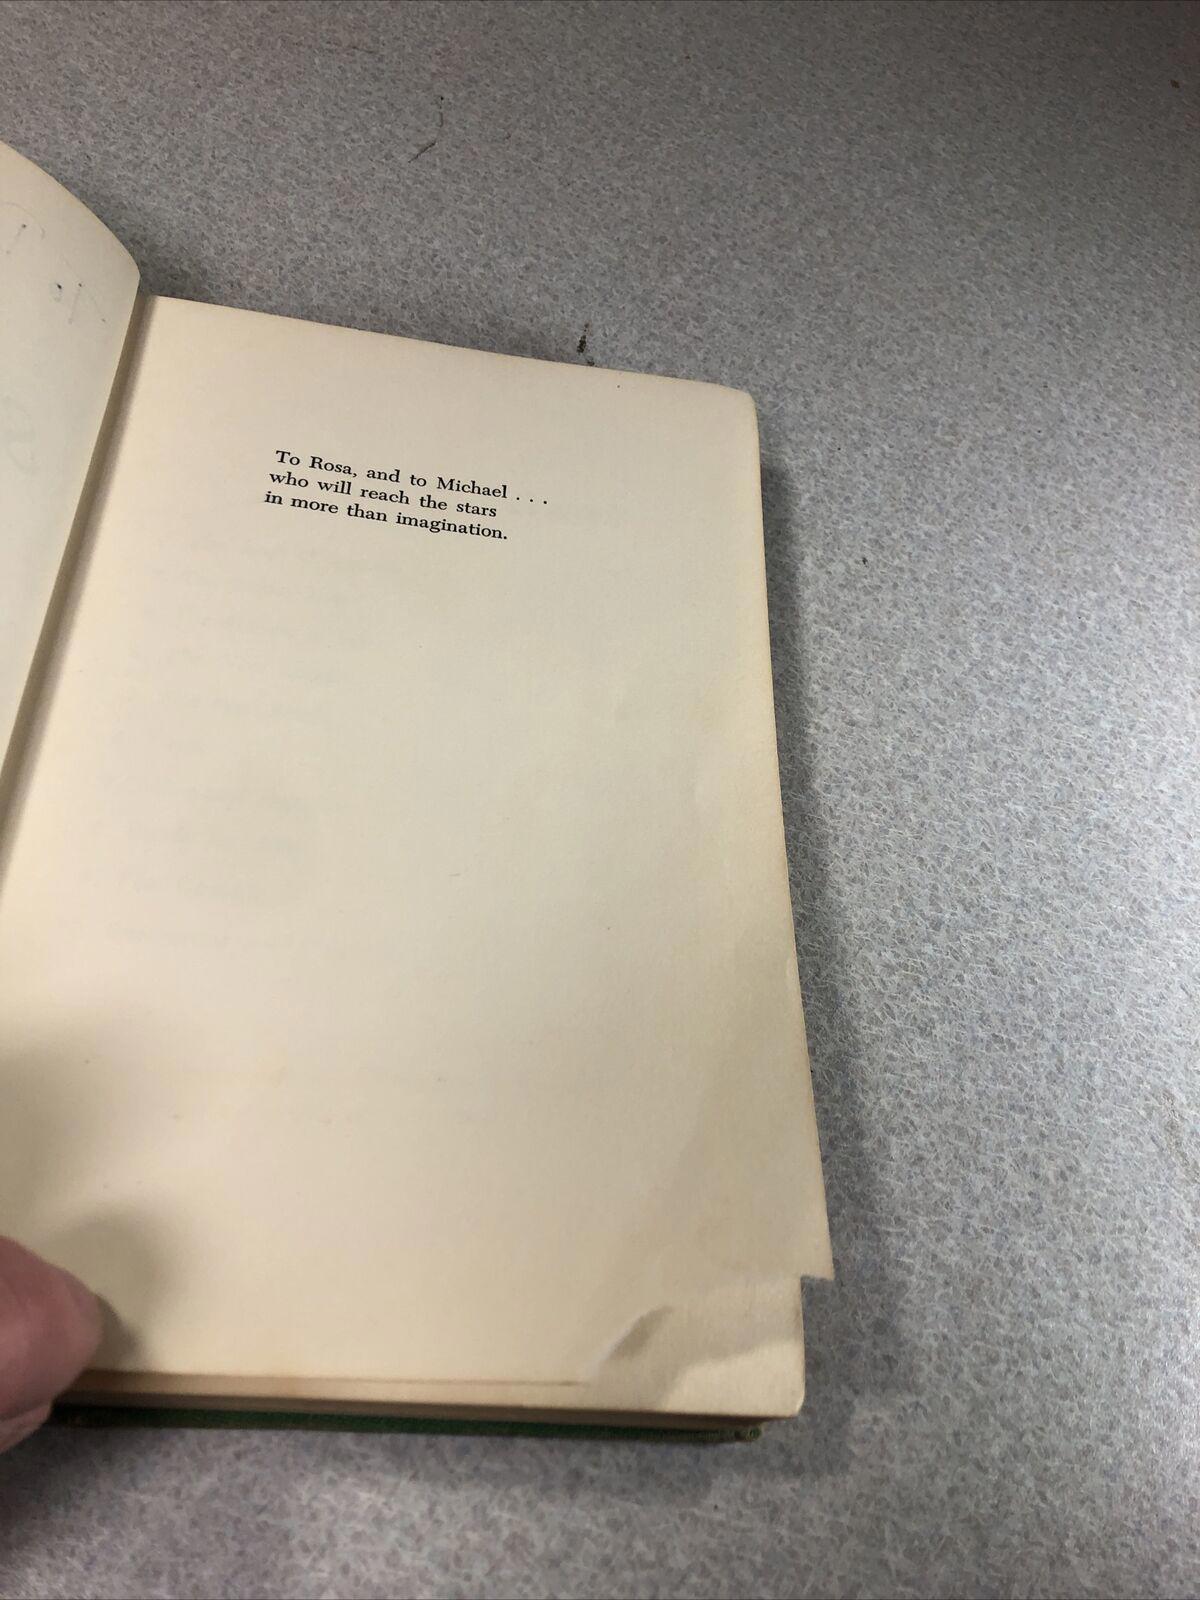 To Rosa, and to Michael . . .
who will reach the stars
in more than imagination.